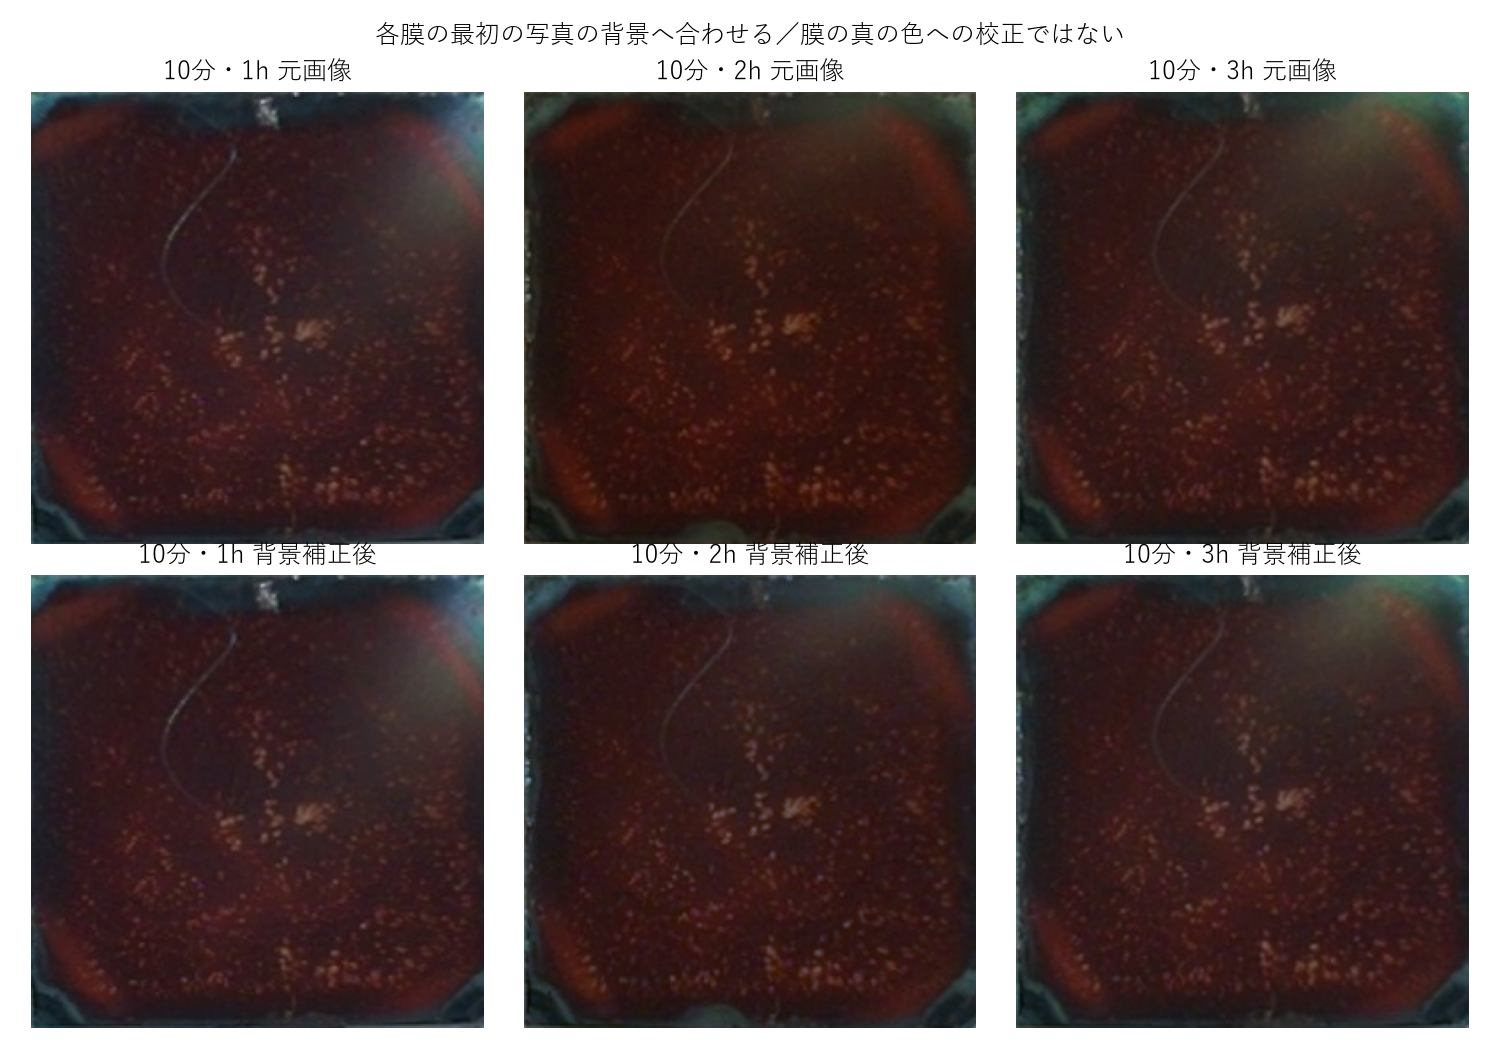 各膜の最初の写真の背景へ合わせる／膜の真の色への校正ではない
10分・1h 元画像
10分・2h 元画像
10分・3h 元画像
10分・1h 背景補正後
10分・2h 背景補正後
10分・3h 背景補正後